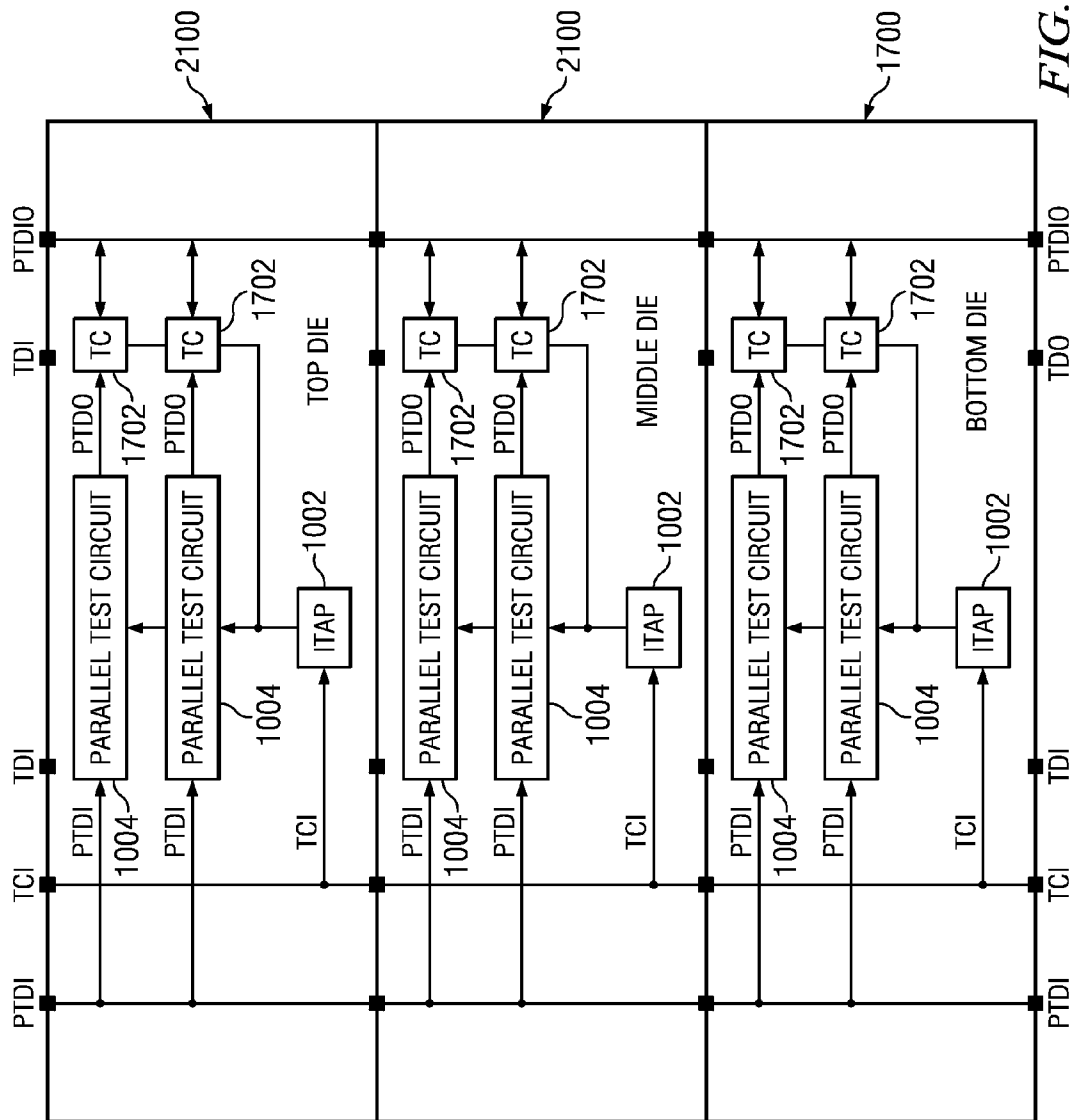 PTDI
TCI
TDI
TDI
PTDIO
PTDI
PARALLEL TEST CIRCUIT
PTDO
TC
1004
1702
2100
PTDI
PARALLEL TEST CIRCUIT
PTDO
TC
1004
1702
TCI
ITAP
1002
TOP DIE
PTDI
PARALLEL TEST CIRCUIT
PTDO
TC
1004
1702
2100
PTDI
PARALLEL TEST CIRCUIT
PTDO
TC
1004
1702
TCI
ITAP
1002
MIDDLE DIE
PTDI
PARALLEL TEST CIRCUIT
PTDO
TC
1004
1702
1700
PTDI
PARALLEL TEST CIRCUIT
PTDO
TC
1004
1702
TCI
ITAP
1002
BOTTOM DIE
PTDI
TCI
TDI
TDO
PTDIO
FIG.